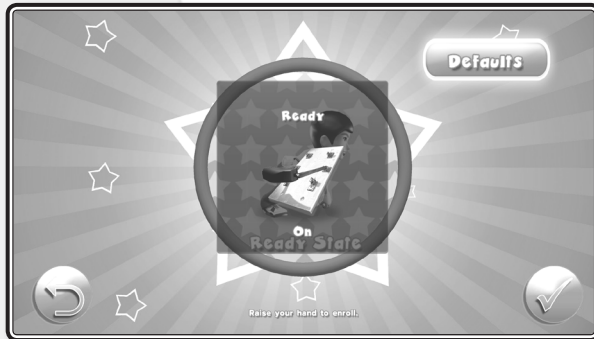 Defaults
Ready
On
Ready State
Raise your hand to enroll.